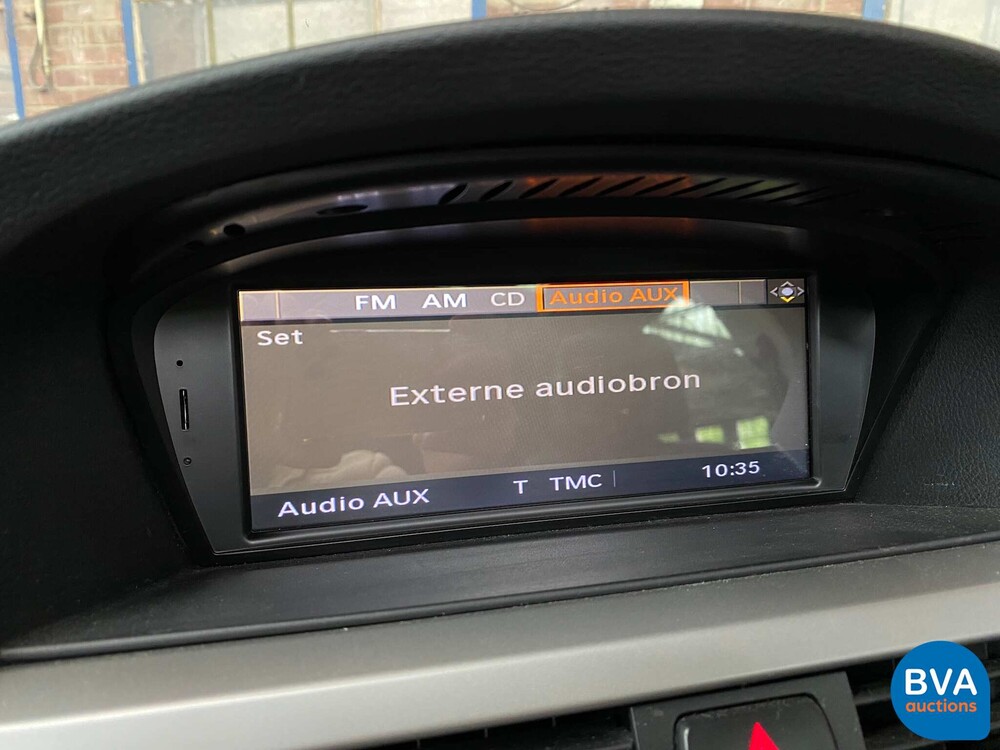 FM AM CD Audio AUX
Set
Externe audiobron
Audio AUX T TMC 10:35
BVA
auctions